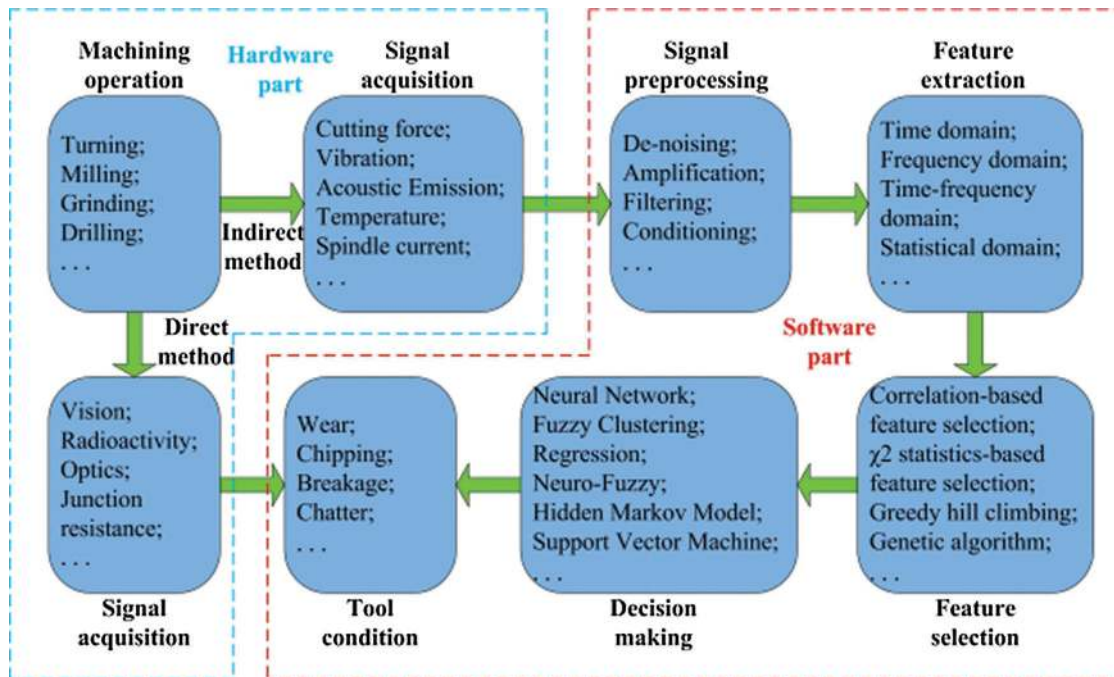 Machining
operation
Hardware
part
Signal
acquisition
Signal
preprocessing
Feature
extraction
Turning;
Milling;
Grinding;
Drilling;
. . .
Indirect
method
Cutting force;
Vibration;
Acoustic Emission;
Temperature;
Spindle current;
. . .
De-noising;
Amplification;
Filtering;
Conditioning;
. . .
Time domain;
Frequency domain;
Time-frequency
domain;
Statistical domain;
. . .
Direct
method
Software
part
Vision;
Radioactivity;
Optics;
Junction
resistance;
. . .
Signal
acquisition
Wear;
Chipping;
Breakage;
Chatter;
. . .
Tool
condition
Neural Network;
Fuzzy Clustering;
Regression;
Neuro-Fuzzy;
Hidden Markov Model;
Support Vector Machine;
. . .
Decision
making
Correlation-based
feature selection;
χ2 statistics-based
feature selection;
Greedy hill climbing;
Genetic algorithm;
. . .
Feature
selection